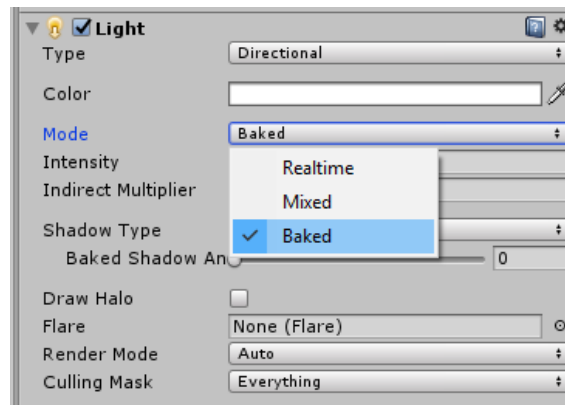 Light
Type Directional
Color
Mode Baked
Intensity Realtime
Indirect Multiplier Mixed
Shadow Type Baked
Baked Shadow An 0
Draw Halo
Flare None (Flare)
Render Mode Auto
Culling Mask Everything